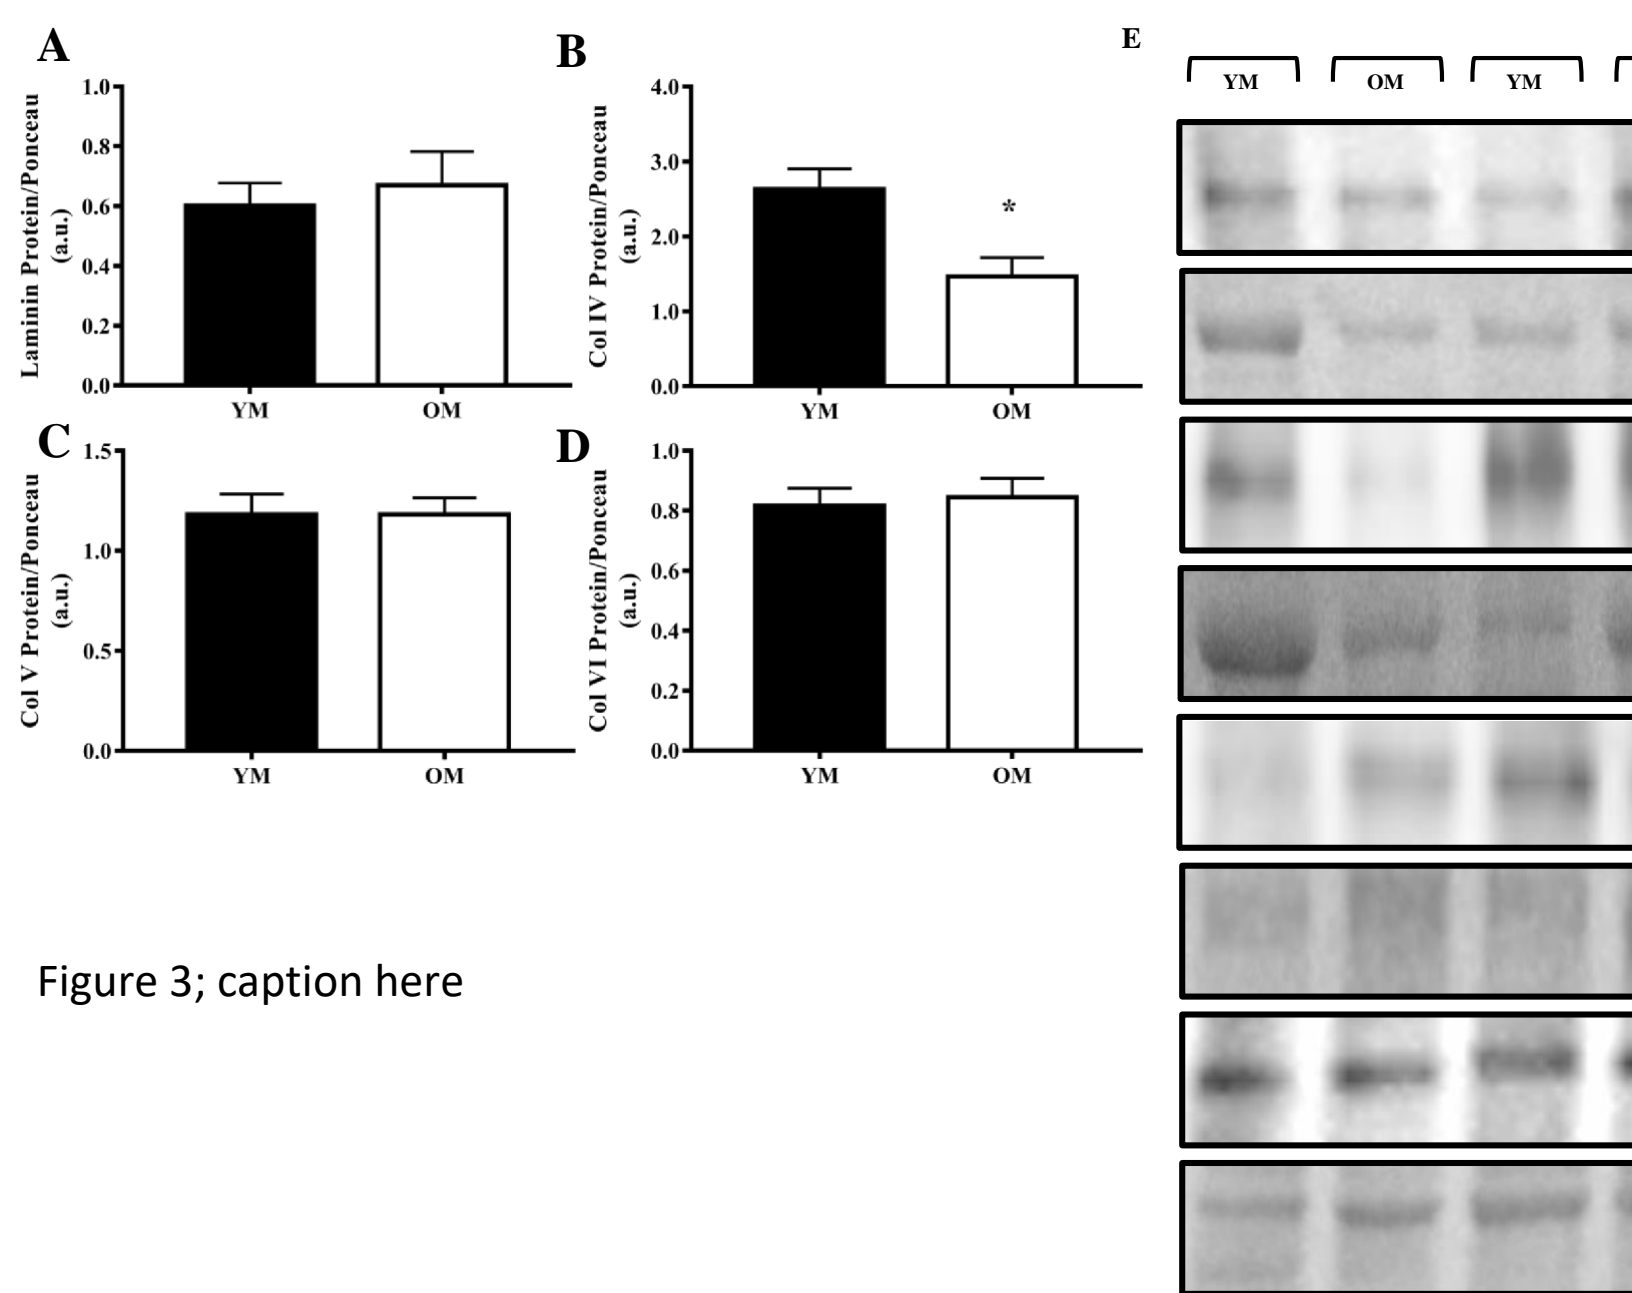 A
Laminin Protein/Ponceau
(a.u.)
1.0
0.8
0.6
0.4
0.2
0.0
YM
OM
B
Col IV Protein/Ponceau
(a.u.)
4.0
3.0
2.0
1.0
0.0
*
YM
OM
C
Col V Protein/Ponceau
(a.u.)
1.5
1.0
0.5
0.0
YM
OM
D
Col VI Protein/Ponceau
(a.u.)
1.0
0.8
0.6
0.4
0.2
0.0
YM
OM
E
YM
OM
YM
Figure 3; caption here